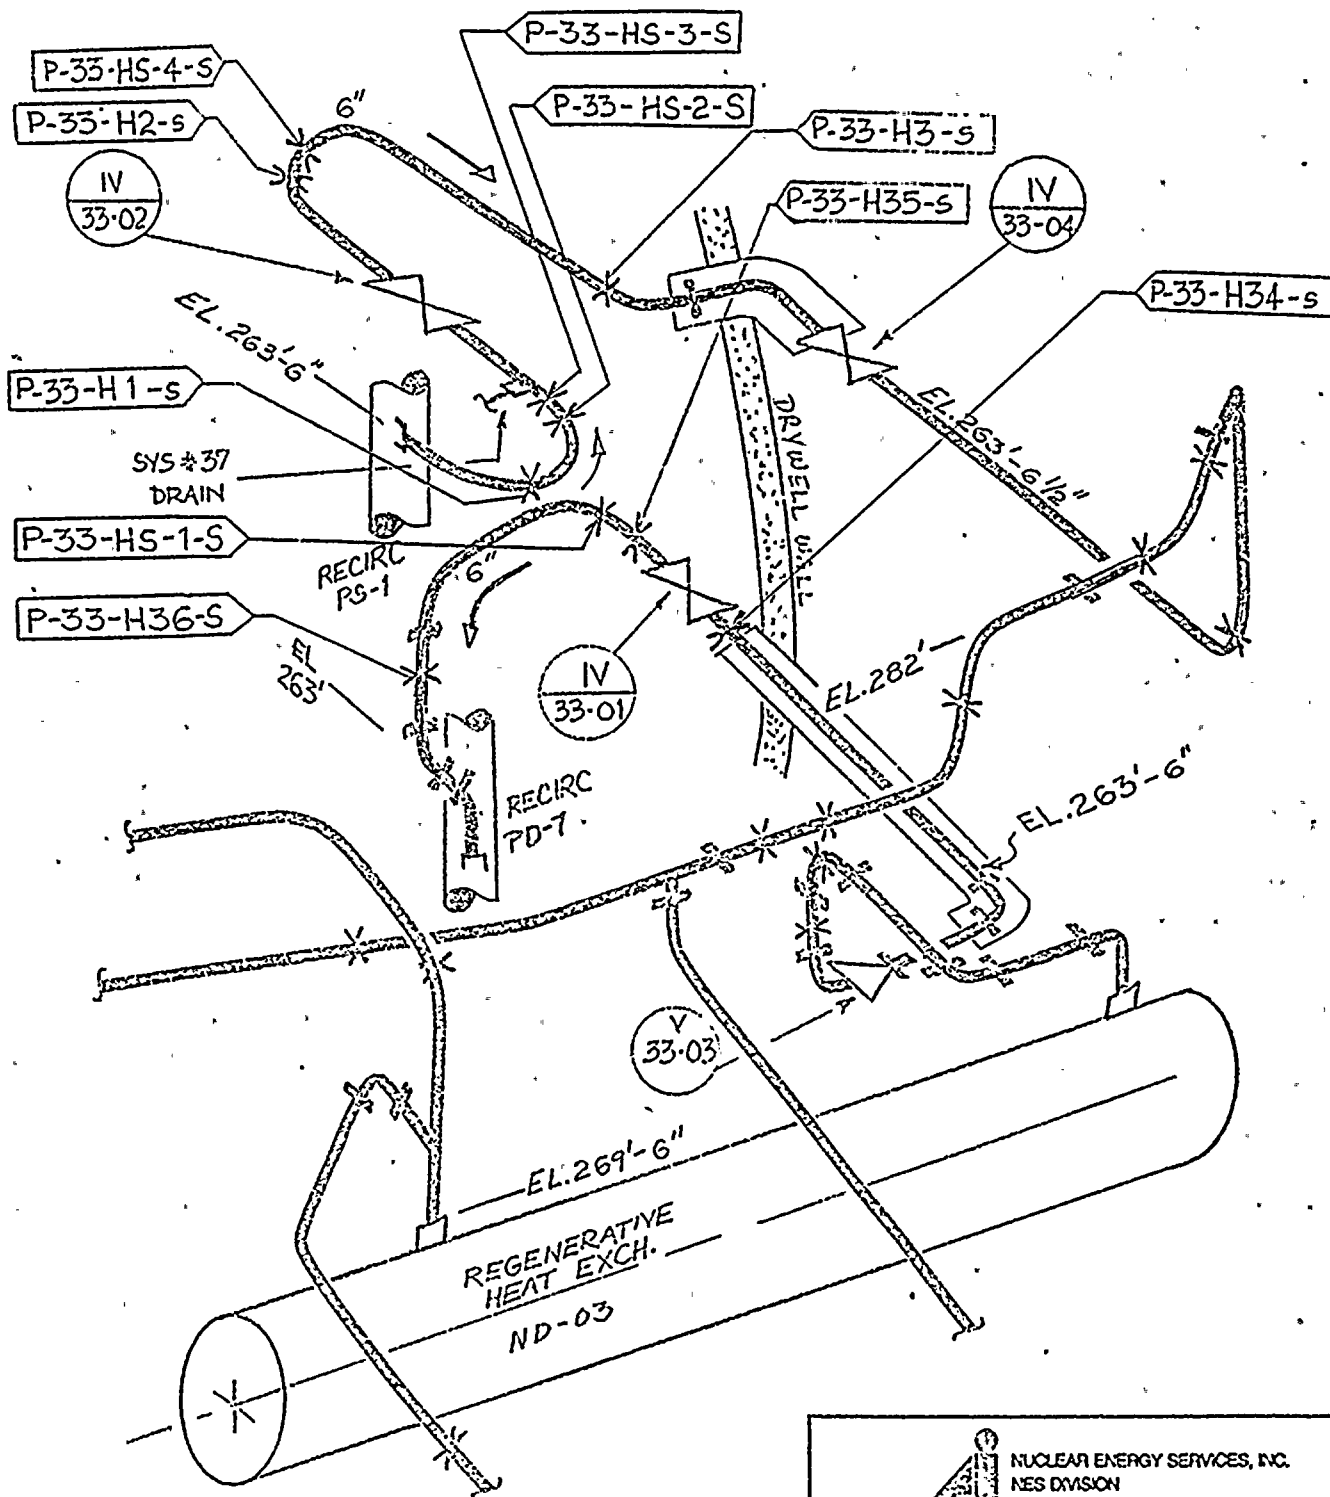 P-33-HS-3-S
P-33-HS-4-S
6"
P-33-HS-2-S
P-33-H2-s
P-33-H3-s
IV
33-02
P-33-H35-s
IV
33-04
EL.263'-6"
P-33-H34-s
P-33-H1-s
EL.263'-6 1/2"
DRYWELL WALL
SYS #37
DRAIN
P-33-HS-1-S
RECIRC
PS-1
6"
P-33-H36-S
EL
263'
IV
33-01
EL.282'
EL.263'-6"
RECIRC
PD-7
V
33-03
EL.269'-6"
REGENERATIVE
HEAT EXCH.
ND-03
NUCLEAR ENERGY SERVICES, INC.
NES DIVISION